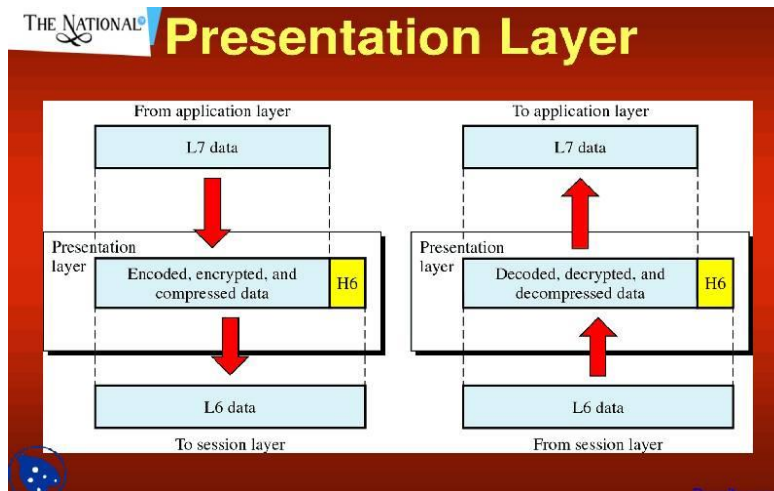 THE NATIONAL
Presentation Layer
From application layer
L7 data
Presentation
layer
Encoded, encrypted, and
compressed data
H6
L6 data
To session layer
To application layer
L7 data
Presentation
layer
Decoded, decrypted, and
decompressed data
H6
L6 data
From session layer